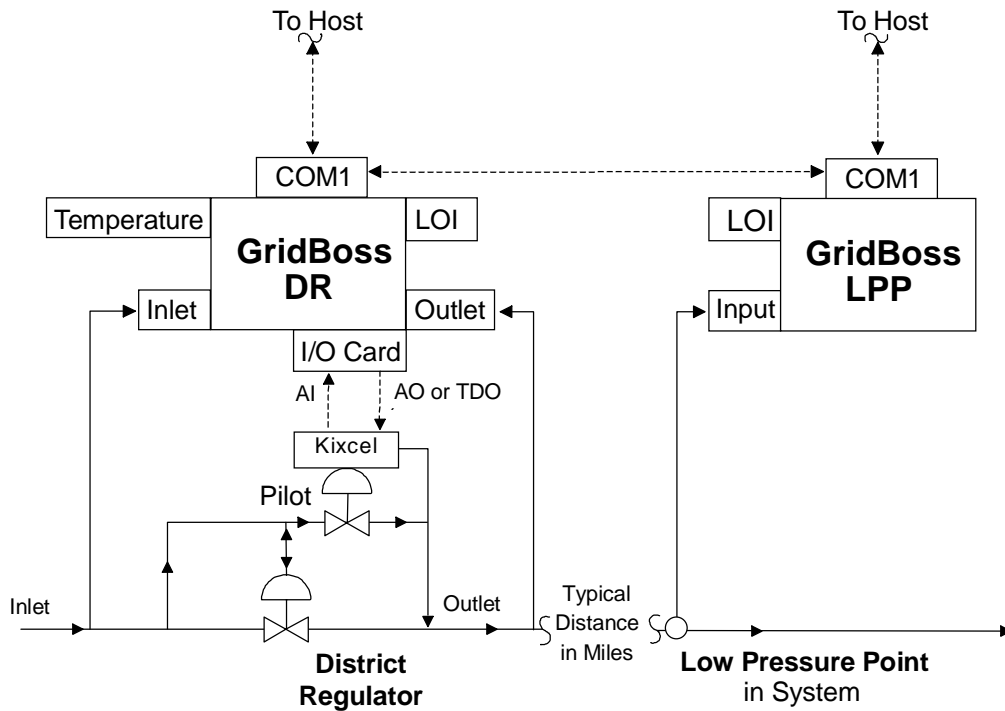 To Host
To Host
COM1
COM1
Temperature
LOI
LOI
GridBoss
DR
GridBoss
LPP
Inlet
Outlet
Input
I/O Card
AI
AO or TDO
Kixcel
Pilot
Inlet
Outlet
Typical
Distance
in Miles
District
Regulator
Low Pressure Point
in System